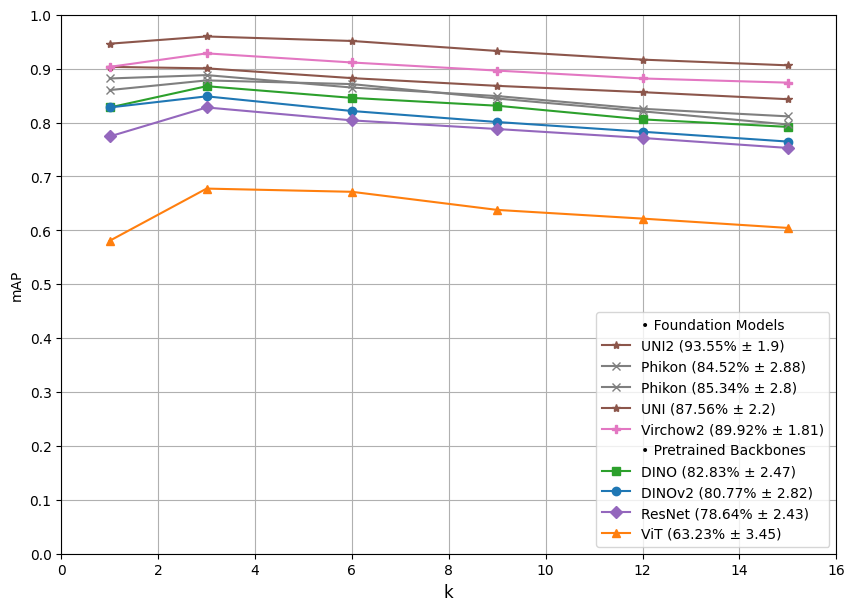 1.0
0.9
0.8
0.7
0.6
0.5
0.4
0.3
0.2
0.1
0.0
mAP
• Foundation Models
UNI2 (93.55% ± 1.9)
Phikon (84.52% ± 2.88)
Phikon (85.34% ± 2.8)
UNI (87.56% ± 2.2)
Virchow2 (89.92% ± 1.81)
• Pretrained Backbones
DINO (82.83% ± 2.47)
DINOv2 (80.77% ± 2.82)
ResNet (78.64% ± 2.43)
ViT (63.23% ± 3.45)
0 2 4 6 8 10 12 14 16
k